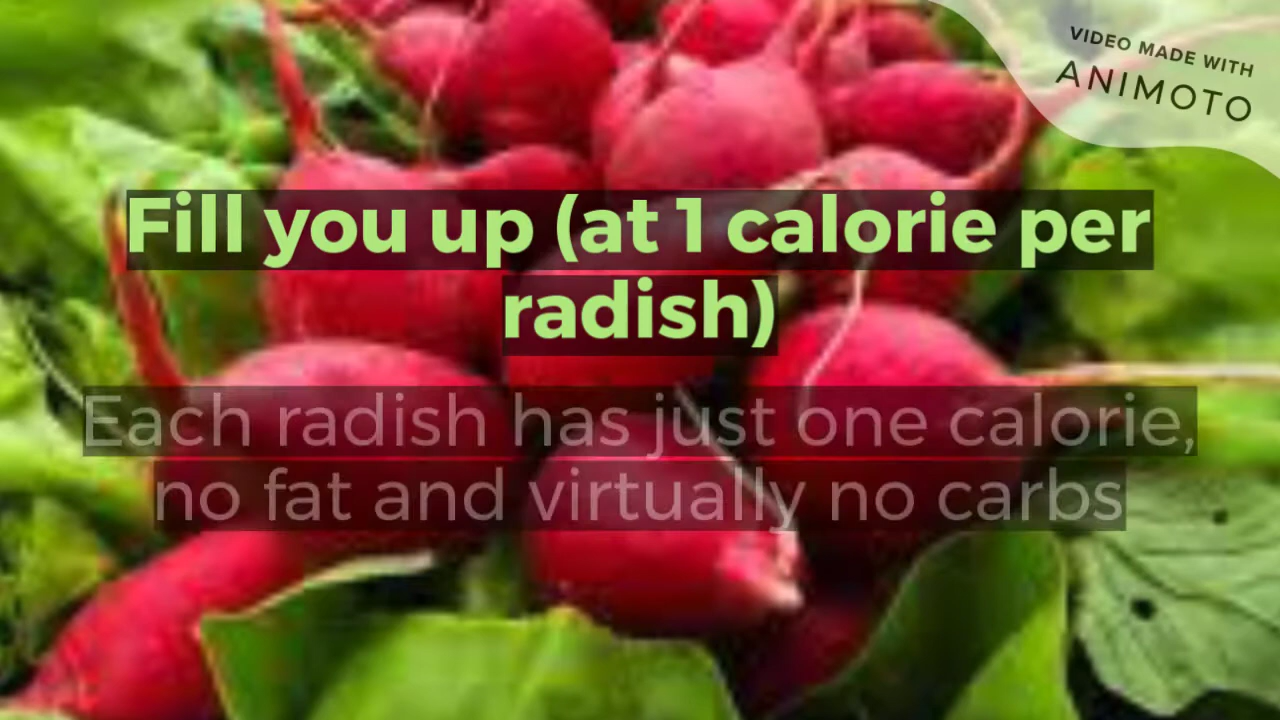 VIDEO MADE WITH
ANIMOTO
Fill you up (at 1 calorie per
radish)
Each radish has just one calorie,
no fat and virtually no carbs